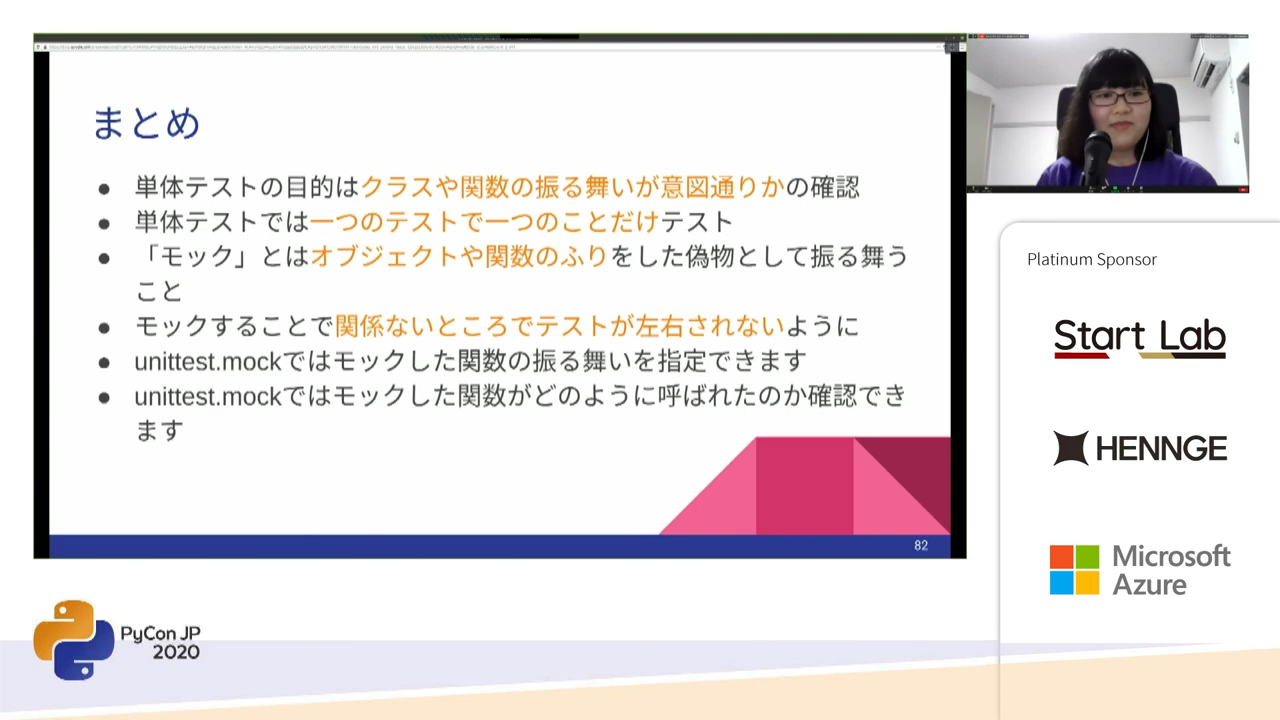 まとめ
● 単体テストの目的はクラスや関数の振る舞いが意図通りかの確認
● 単体テストでは一つのテストで一つのことだけテスト
● 「モック」とはオブジェクトや関数のふりをした偽物として振る舞う
こと
● モックすることで関係ないところでテストが左右されないように
● unittest.mockではモックした関数の振る舞いを指定できます
● unittest.mockではモックした関数がどのように呼ばれたのか確認でき
ます
82
Platinum Sponsor
Start Lab
HENNGE
Microsoft
Azure
PyCon JP
2020